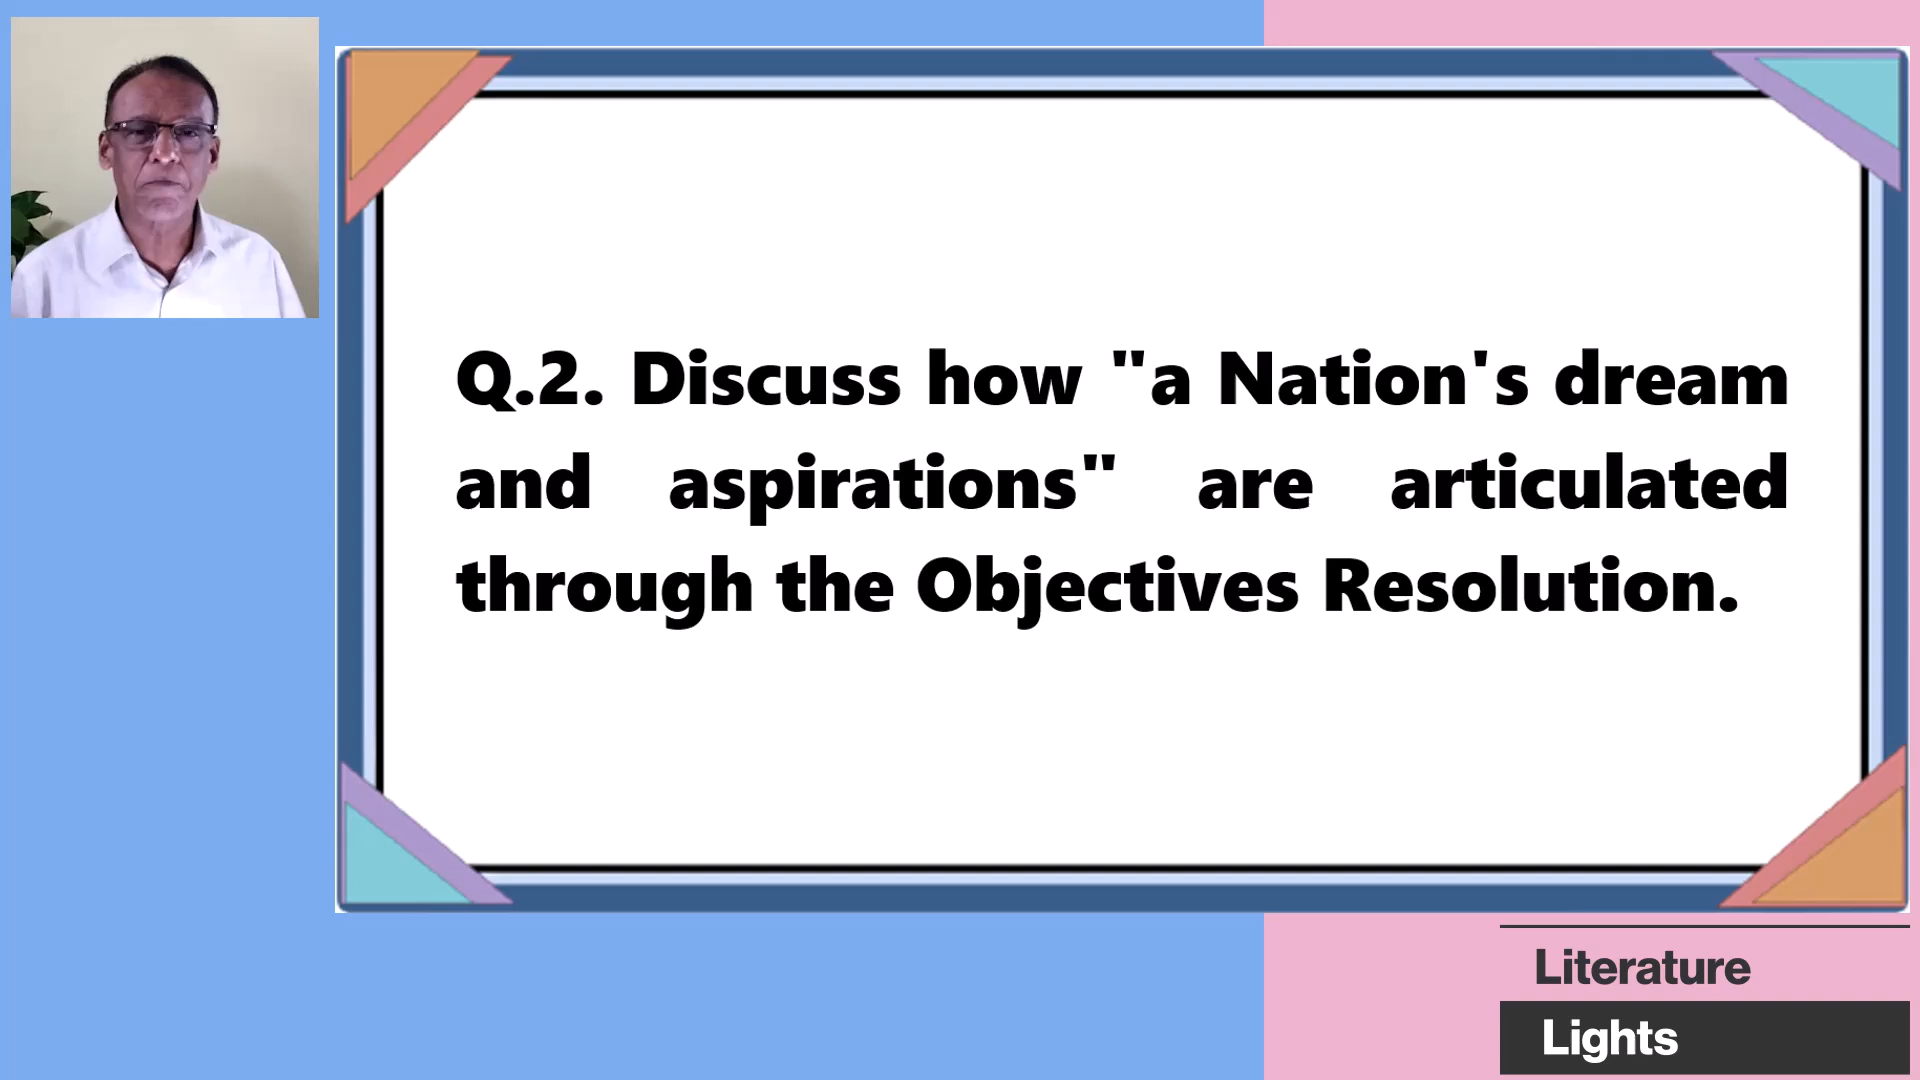 Q.2. Discuss how "a Nation's dream
and aspirations" are articulated
through the Objectives Resolution.
Literature
Lights